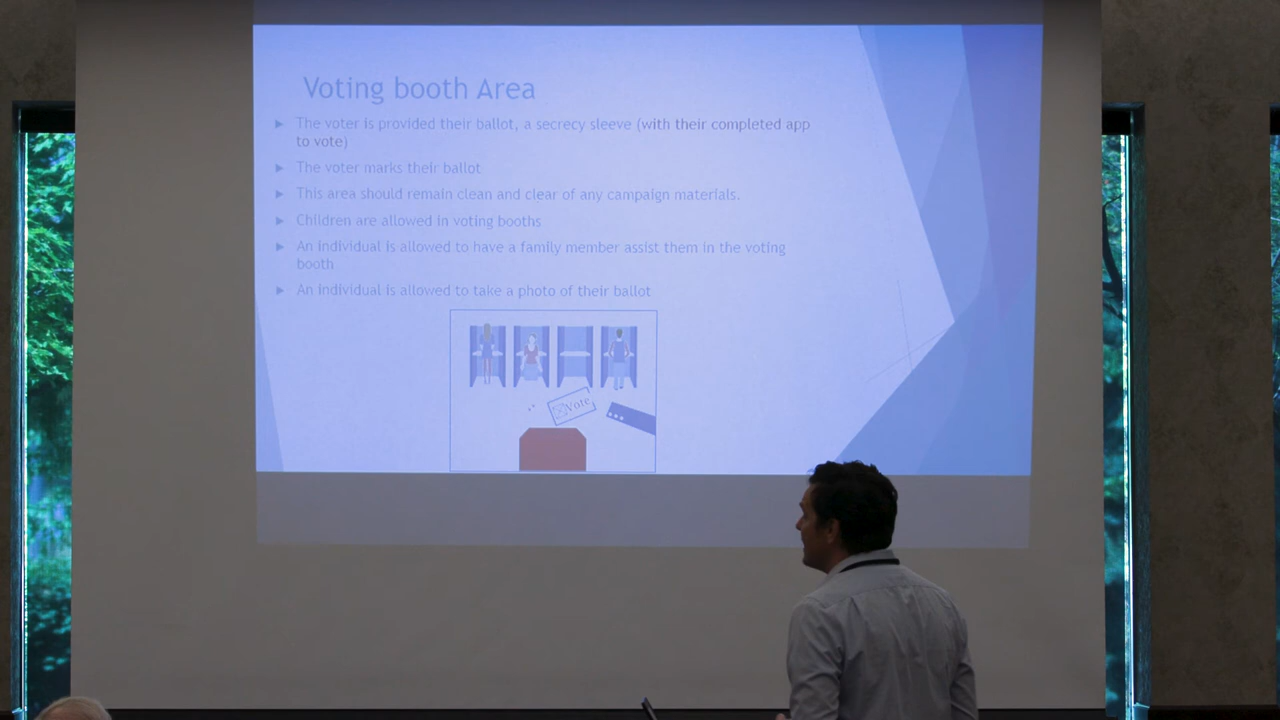 Voting booth Area
The voter is provided their ballot, a secrecy sleeve (with their completed app
to vote)
The voter marks their ballot
This area should remain clean and clear of any campaign materials.
Children are allowed in voting booths
An individual is allowed to have a family member assist them in the voting
booth
An individual is allowed to take a photo of their ballot
Vote